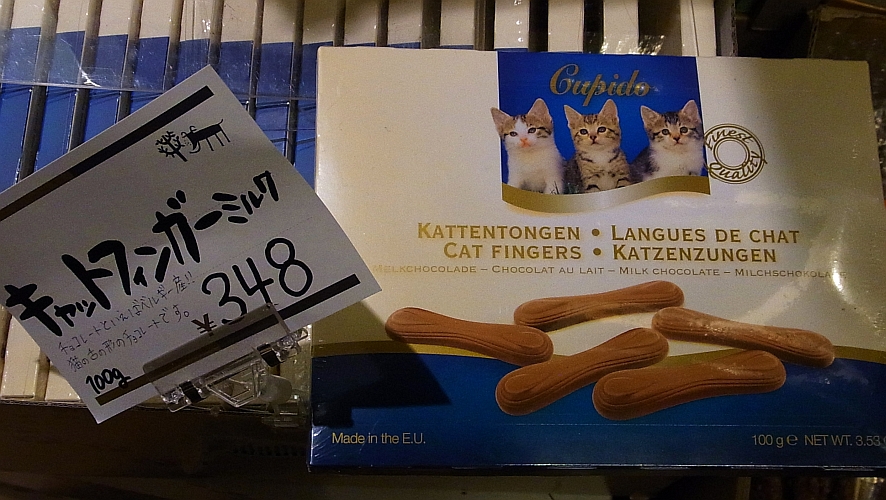 キャットフィンガーミルク
¥348
チョコレートといえばベルギー産!!
猫の舌の形のチョコレートです。
100g
Cupido
Finest Quality
KATTENTONGEN • LANGUES DE CHAT
CAT FINGERS • KATZENZUNGEN
MELKCHOCOLADE – CHOCOLAT AU LAIT – MILK CHOCOLATE – MILCHSCHOKOLADE
Made in the E.U.
100 g e NET WT. 3.53